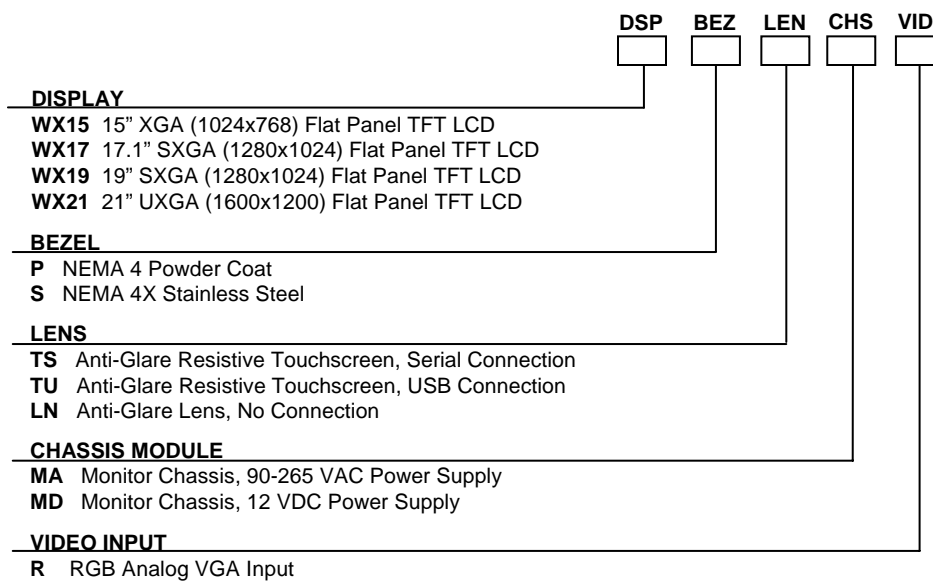 DSP BEZ LEN CHS VID
DISPLAY
WX15 15” XGA (1024x768) Flat Panel TFT LCD
WX17 17.1” SXGA (1280x1024) Flat Panel TFT LCD
WX19 19” SXGA (1280x1024) Flat Panel TFT LCD
WX21 21” UXGA (1600x1200) Flat Panel TFT LCD
BEZEL
P NEMA 4 Powder Coat
S NEMA 4X Stainless Steel
LENS
TS Anti-Glare Resistive Touchscreen, Serial Connection
TU Anti-Glare Resistive Touchscreen, USB Connection
LN Anti-Glare Lens, No Connection
CHASSIS MODULE
MA Monitor Chassis, 90-265 VAC Power Supply
MD Monitor Chassis, 12 VDC Power Supply
VIDEO INPUT
R RGB Analog VGA Input